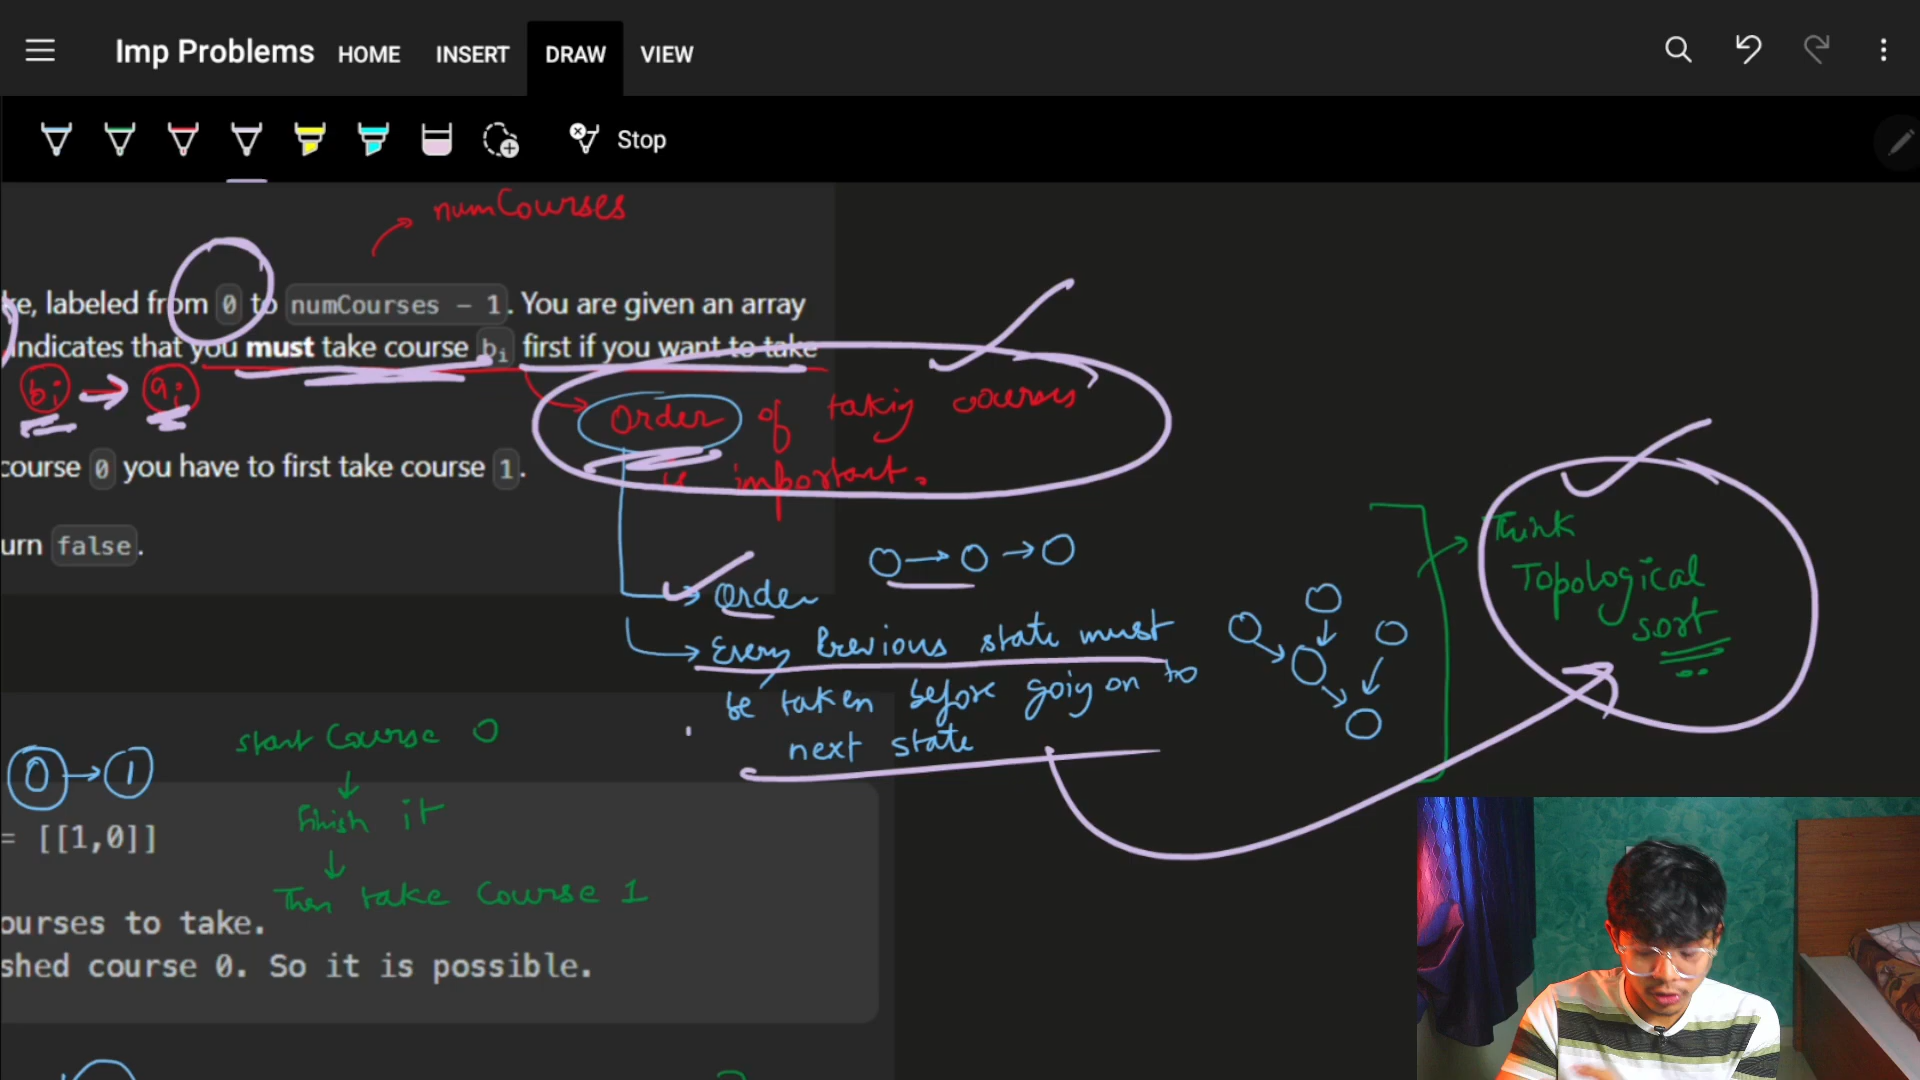 Imp Problems HOME INSERT DRAW VIEW
Stop
numCourses
ke, labeled from 0 to numCourses - 1. You are given an array
indicates that you must take course bi first if you want to take
bi → ai
Order of taking courses
is important.
course 0 you have to first take course 1.
urn false.
Think
Topological
sort
Order
Every Previous state must
be taken before going on to
next state
start Course 0
finish it
Then take Course 1
0 → 1
= [[1,0]]
ourses to take.
shed course 0. So it is possible.